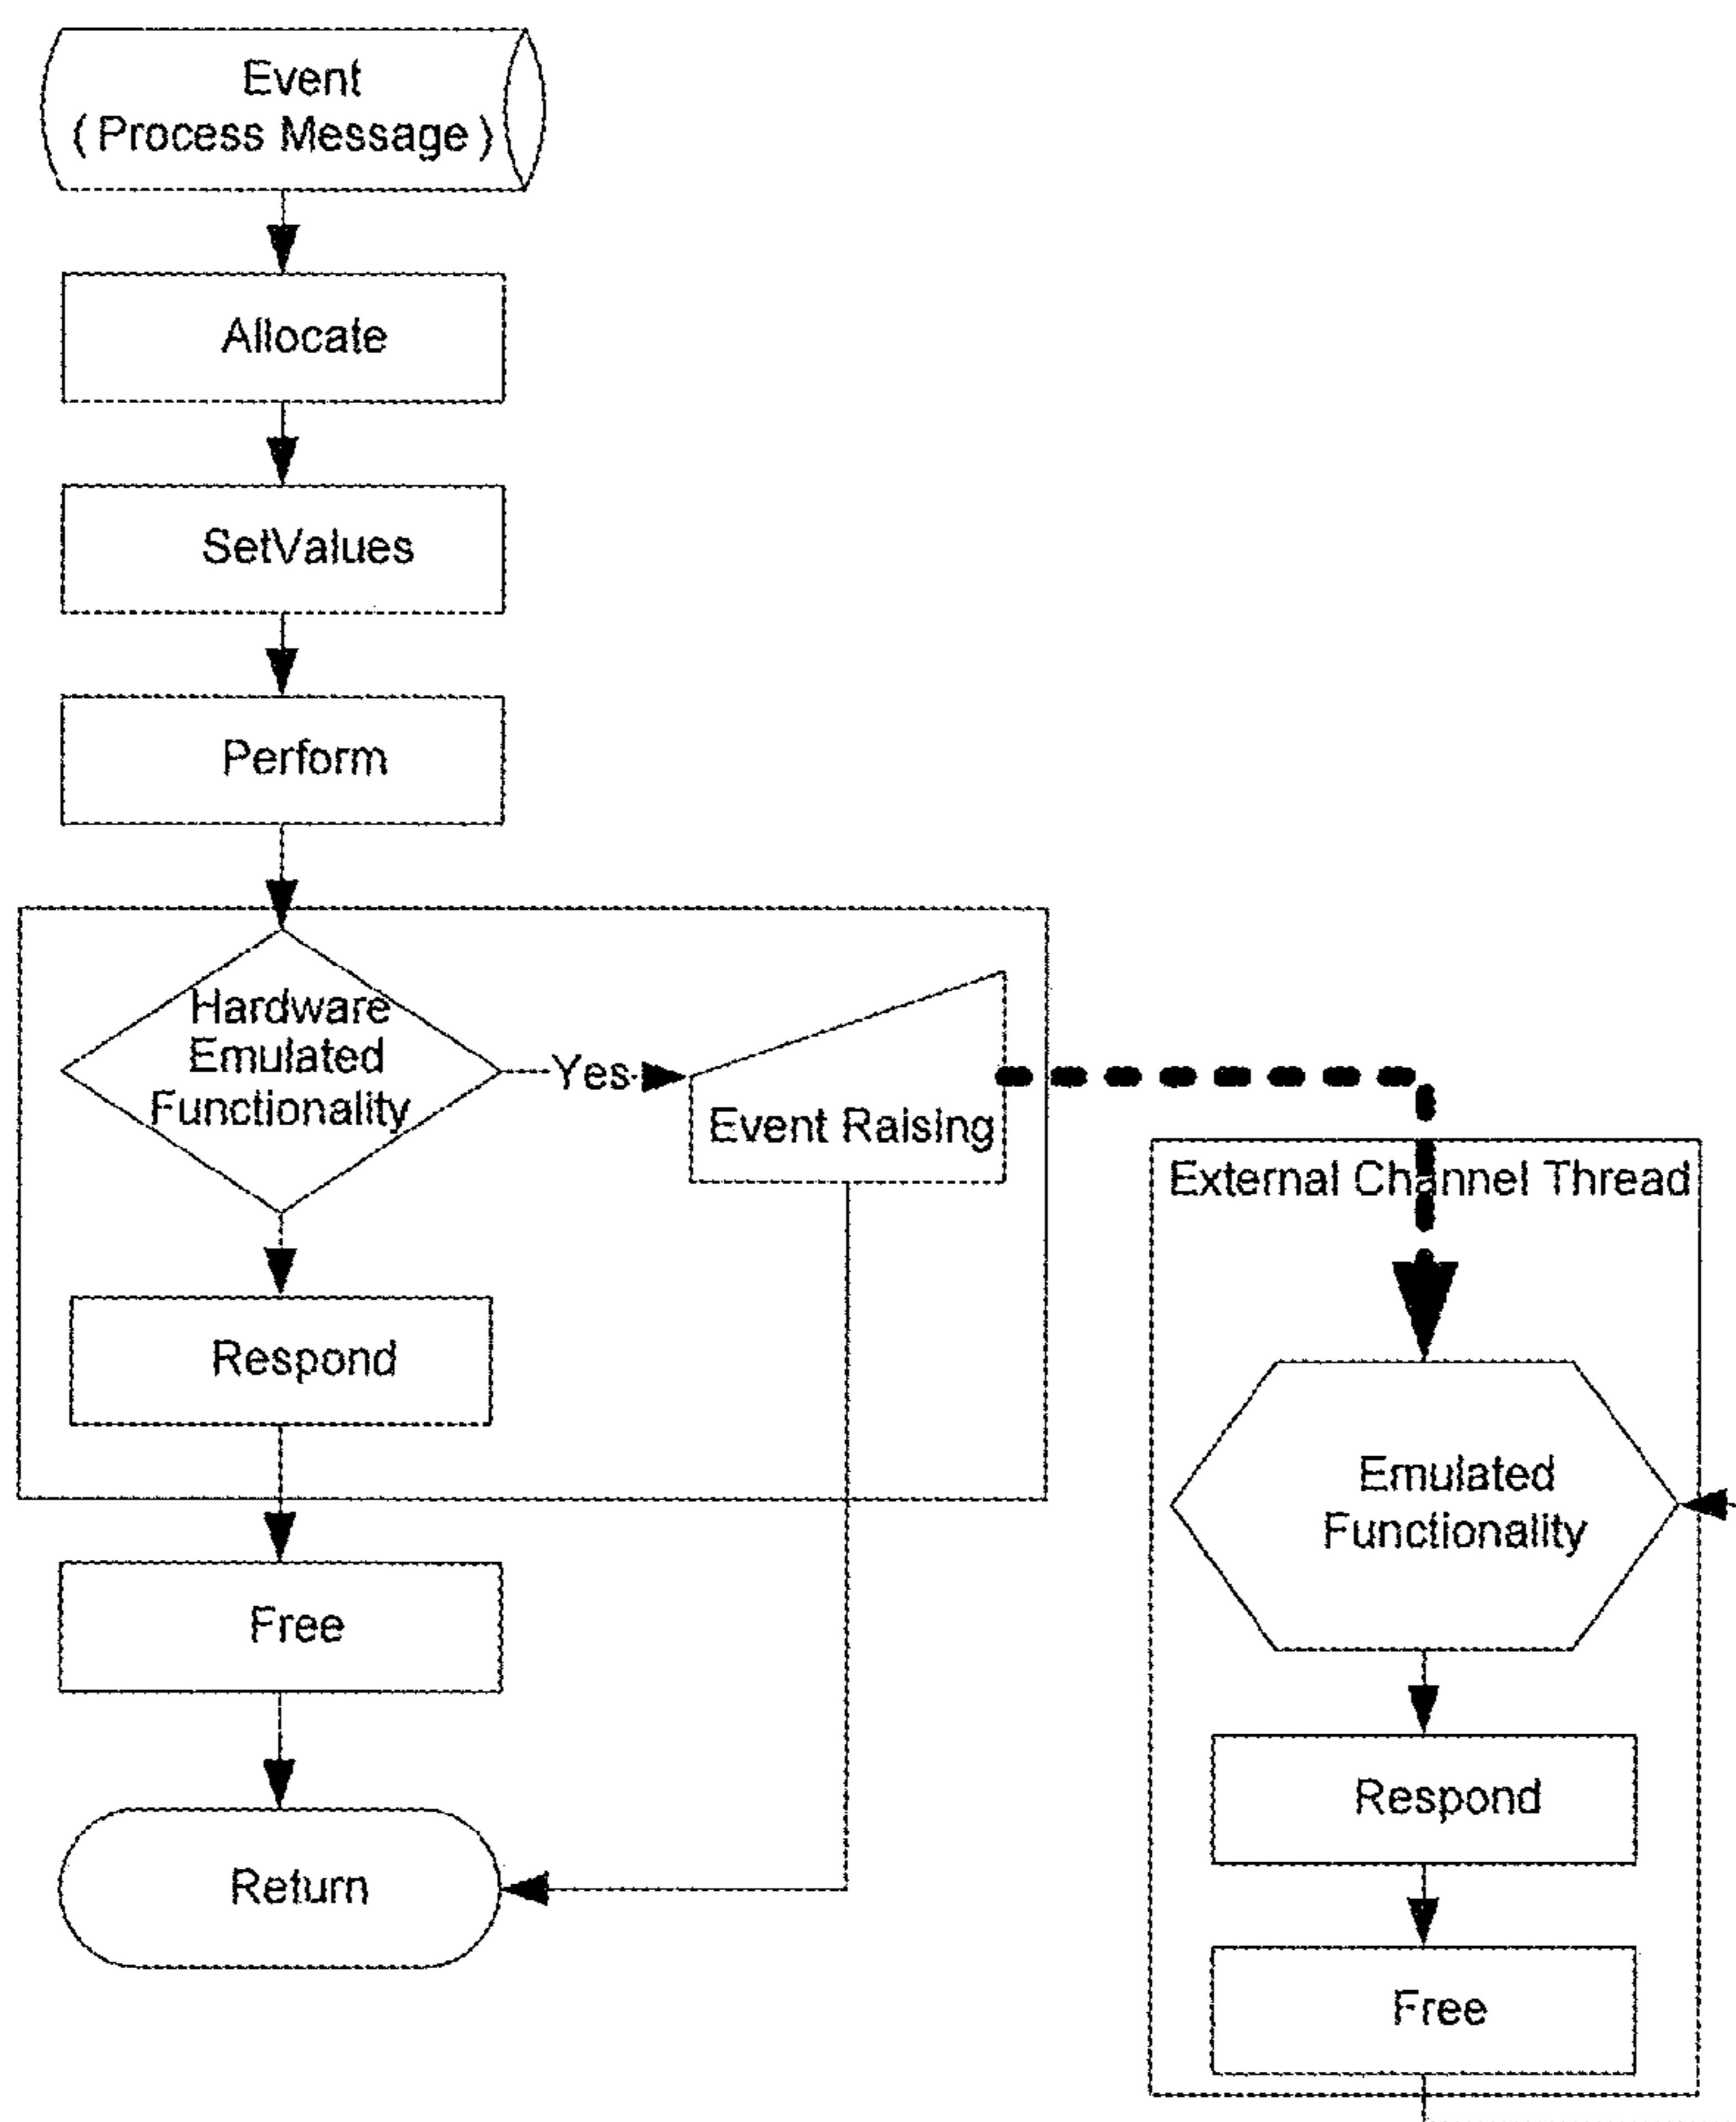 Event
( Process Message )
Allocate
SetValues
Perform
Hardware
Emulated
Functionality
Yes
Event Raising
External Channel Thread
Respond
Emulated
Functionality
Free
Respond
Return
Free